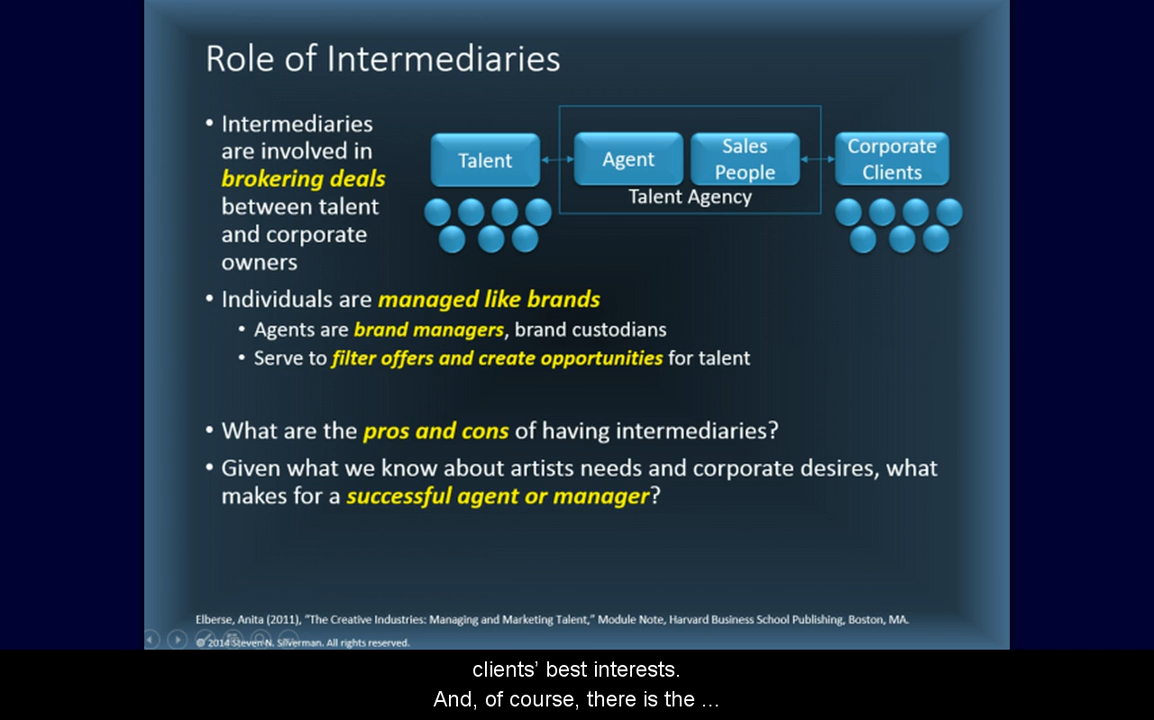 Role of Intermediaries
• Intermediaries
are involved in
brokering deals
between talent
and corporate
owners
Talent
Agent
Sales
People
Corporate
Clients
Talent Agency
• Individuals are managed like brands
• Agents are brand managers, brand custodians
• Serve to filter offers and create opportunities for talent
• What are the pros and cons of having intermediaries?
• Given what we know about artists needs and corporate desires, what
makes for a successful agent or manager?
Elberse, Anita (2011), "The Creative Industries: Managing and Marketing Talent," Module Note, Harvard Business School Publishing, Boston, MA.
© 2014 Steven N. Silverman. All rights reserved.
clients’ best interests.
And, of course, there is the ...